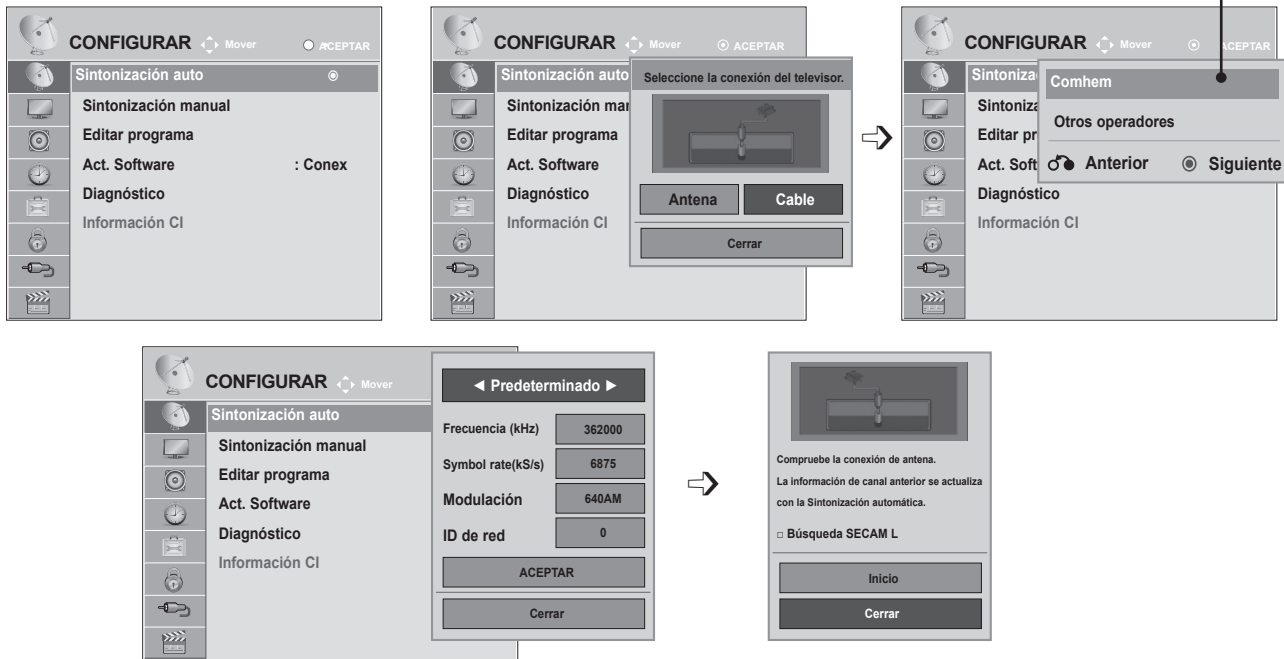 CONFIGURAR Mover ACEPTAR
Sintonización auto
Sintonización manual
Editar programa
Act. Software : Conex
Diagnóstico
Información CI
CONFIGURAR Mover ACEPTAR
Sintonización auto
Sintonización man
Editar programa
Act. Software
Diagnóstico
Información CI
Seleccione la conexión del televisor.
Antena Cable
Cerrar
CONFIGURAR Mover ACEPTAR
Sintoniza
Sintoniza
Editar pr
Act. Soft
Diagnóstico
Información CI
Comhem
Otros operadores
Anterior Siguiente
CONFIGURAR Mover
Sintonización auto
Sintonización manual
Editar programa
Act. Software
Diagnóstico
Información CI
◄ Predeterminado ►
Frecuencia (kHz) 362000
Symbol rate(kS/s) 6875
Modulación 640AM
ID de red 0
ACEPTAR
Cerrar
Compruebe la conexión de antena.
La información de canal anterior se actualiza
con la Sintonización automática.
□ Búsqueda SECAM L
Inicio
Cerrar